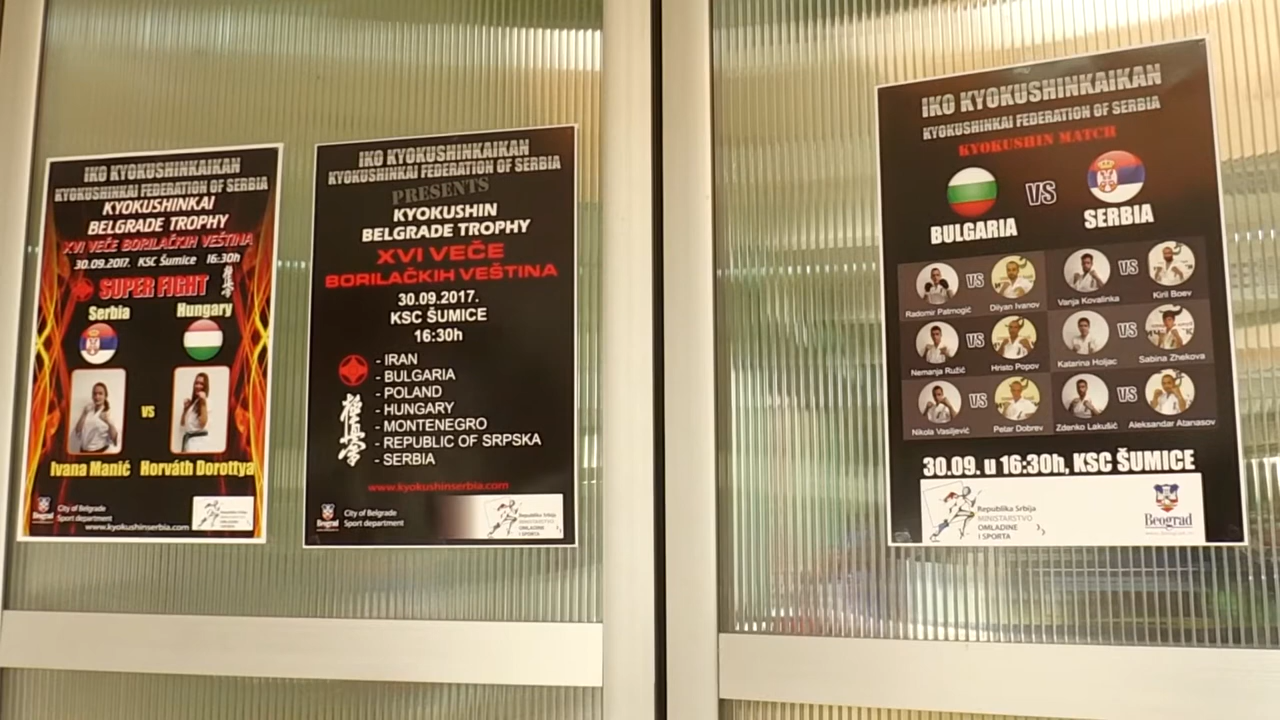 IKO KYOKUSHINKAIKAN
KYOKUSHINKAI FEDERATION OF SERBIA
KYOKUSHINKAI
BELGRADE TROPHY
XVI VEČE BORILAČKIH VEŠTINA
30.09.2017. KSC Šumice 16:30h
SUPER FIGHT
Serbia Hungary
VS
Ivana Manić Horváth Dorottya
Beograd
City of Belgrade
Sport department
www.kyokushinserbia.com
IKO KYOKUSHINKAIKAN
KYOKUSHINKAI FEDERATION OF SERBIA
PRESENTS
KYOKUSHIN
BELGRADE TROPHY
XVI VEČE
BORILAČKIH VEŠTINA
30.09.2017.
KSC ŠUMICE
16:30h
- IRAN
- BULGARIA
- POLAND
- HUNGARY
- MONTENEGRO
- REPUBLIC OF SRPSKA
- SERBIA
極真会
www.kyokushinserbia.com
Beograd
City of Belgrade
Sport department
Republika Srbija
MINISTARSTVO
OMLADINE
I SPORTA
IKO KYOKUSHINKAIKAN
KYOKUSHINKAI FEDERATION OF SERBIA
KYOKUSHIN MATCH
BULGARIA VS SERBIA
Radomir Patmogić VS Dilyan Ivanov
Vanja Kovalinka VS Kiril Boev
Nemanja Ružić VS Hristo Popov
Katarina Holjac VS Sabina Zhekova
Nikola Vasiljević VS Petar Dobrev
Zdenko Lakušić VS Aleksandar Atanasov
30.09. u 16:30h, KSC ŠUMICE
Republika Srbija
MINISTARSTVO
OMLADINE
I SPORTA
Beograd